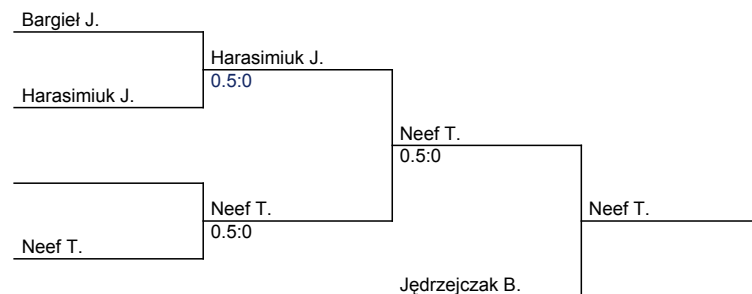 Bargieł J.
Harasimiuk J.
0.5:0
Harasimiuk J.
Neef T.
0.5:0
Neef T.
0.5:0
Neef T.
Neef T.
Jędrzejczak B.